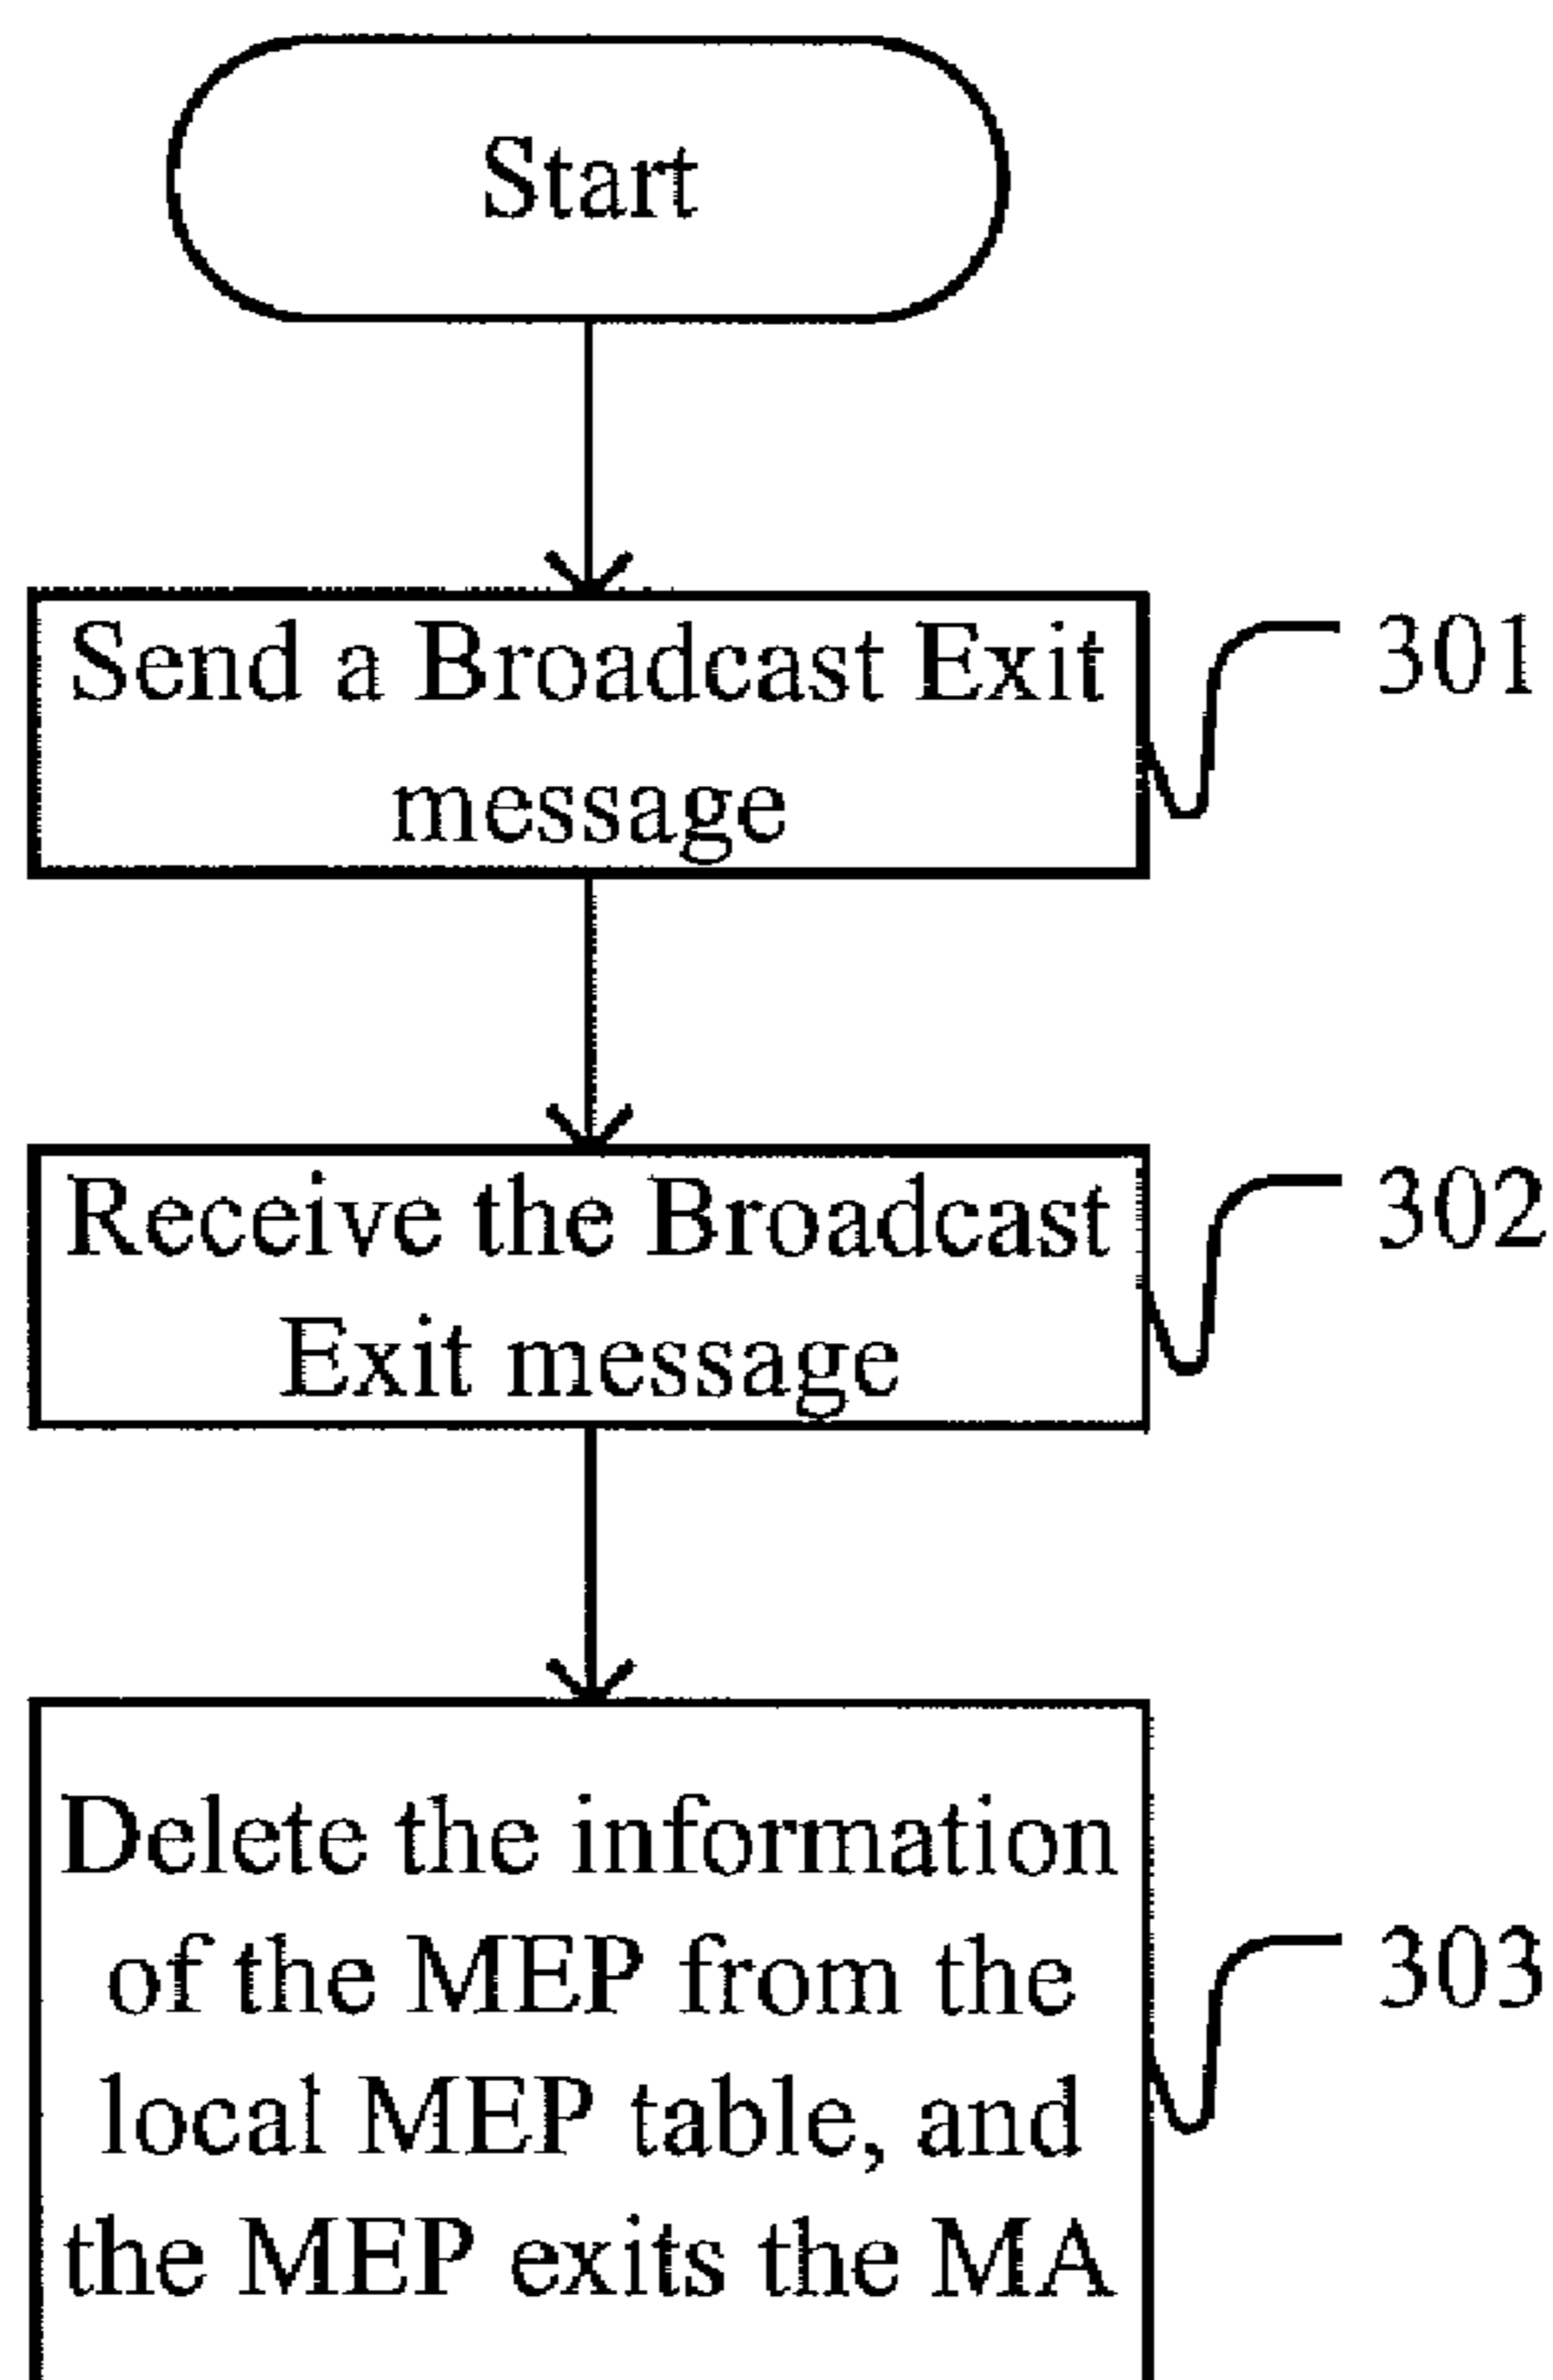 Start
Send a Broadcast Exit
message
301
Receive the Broadcast
Exit message
302
Delete the information
of the MEP from the
local MEP table, and
the MEP exits the MA
303